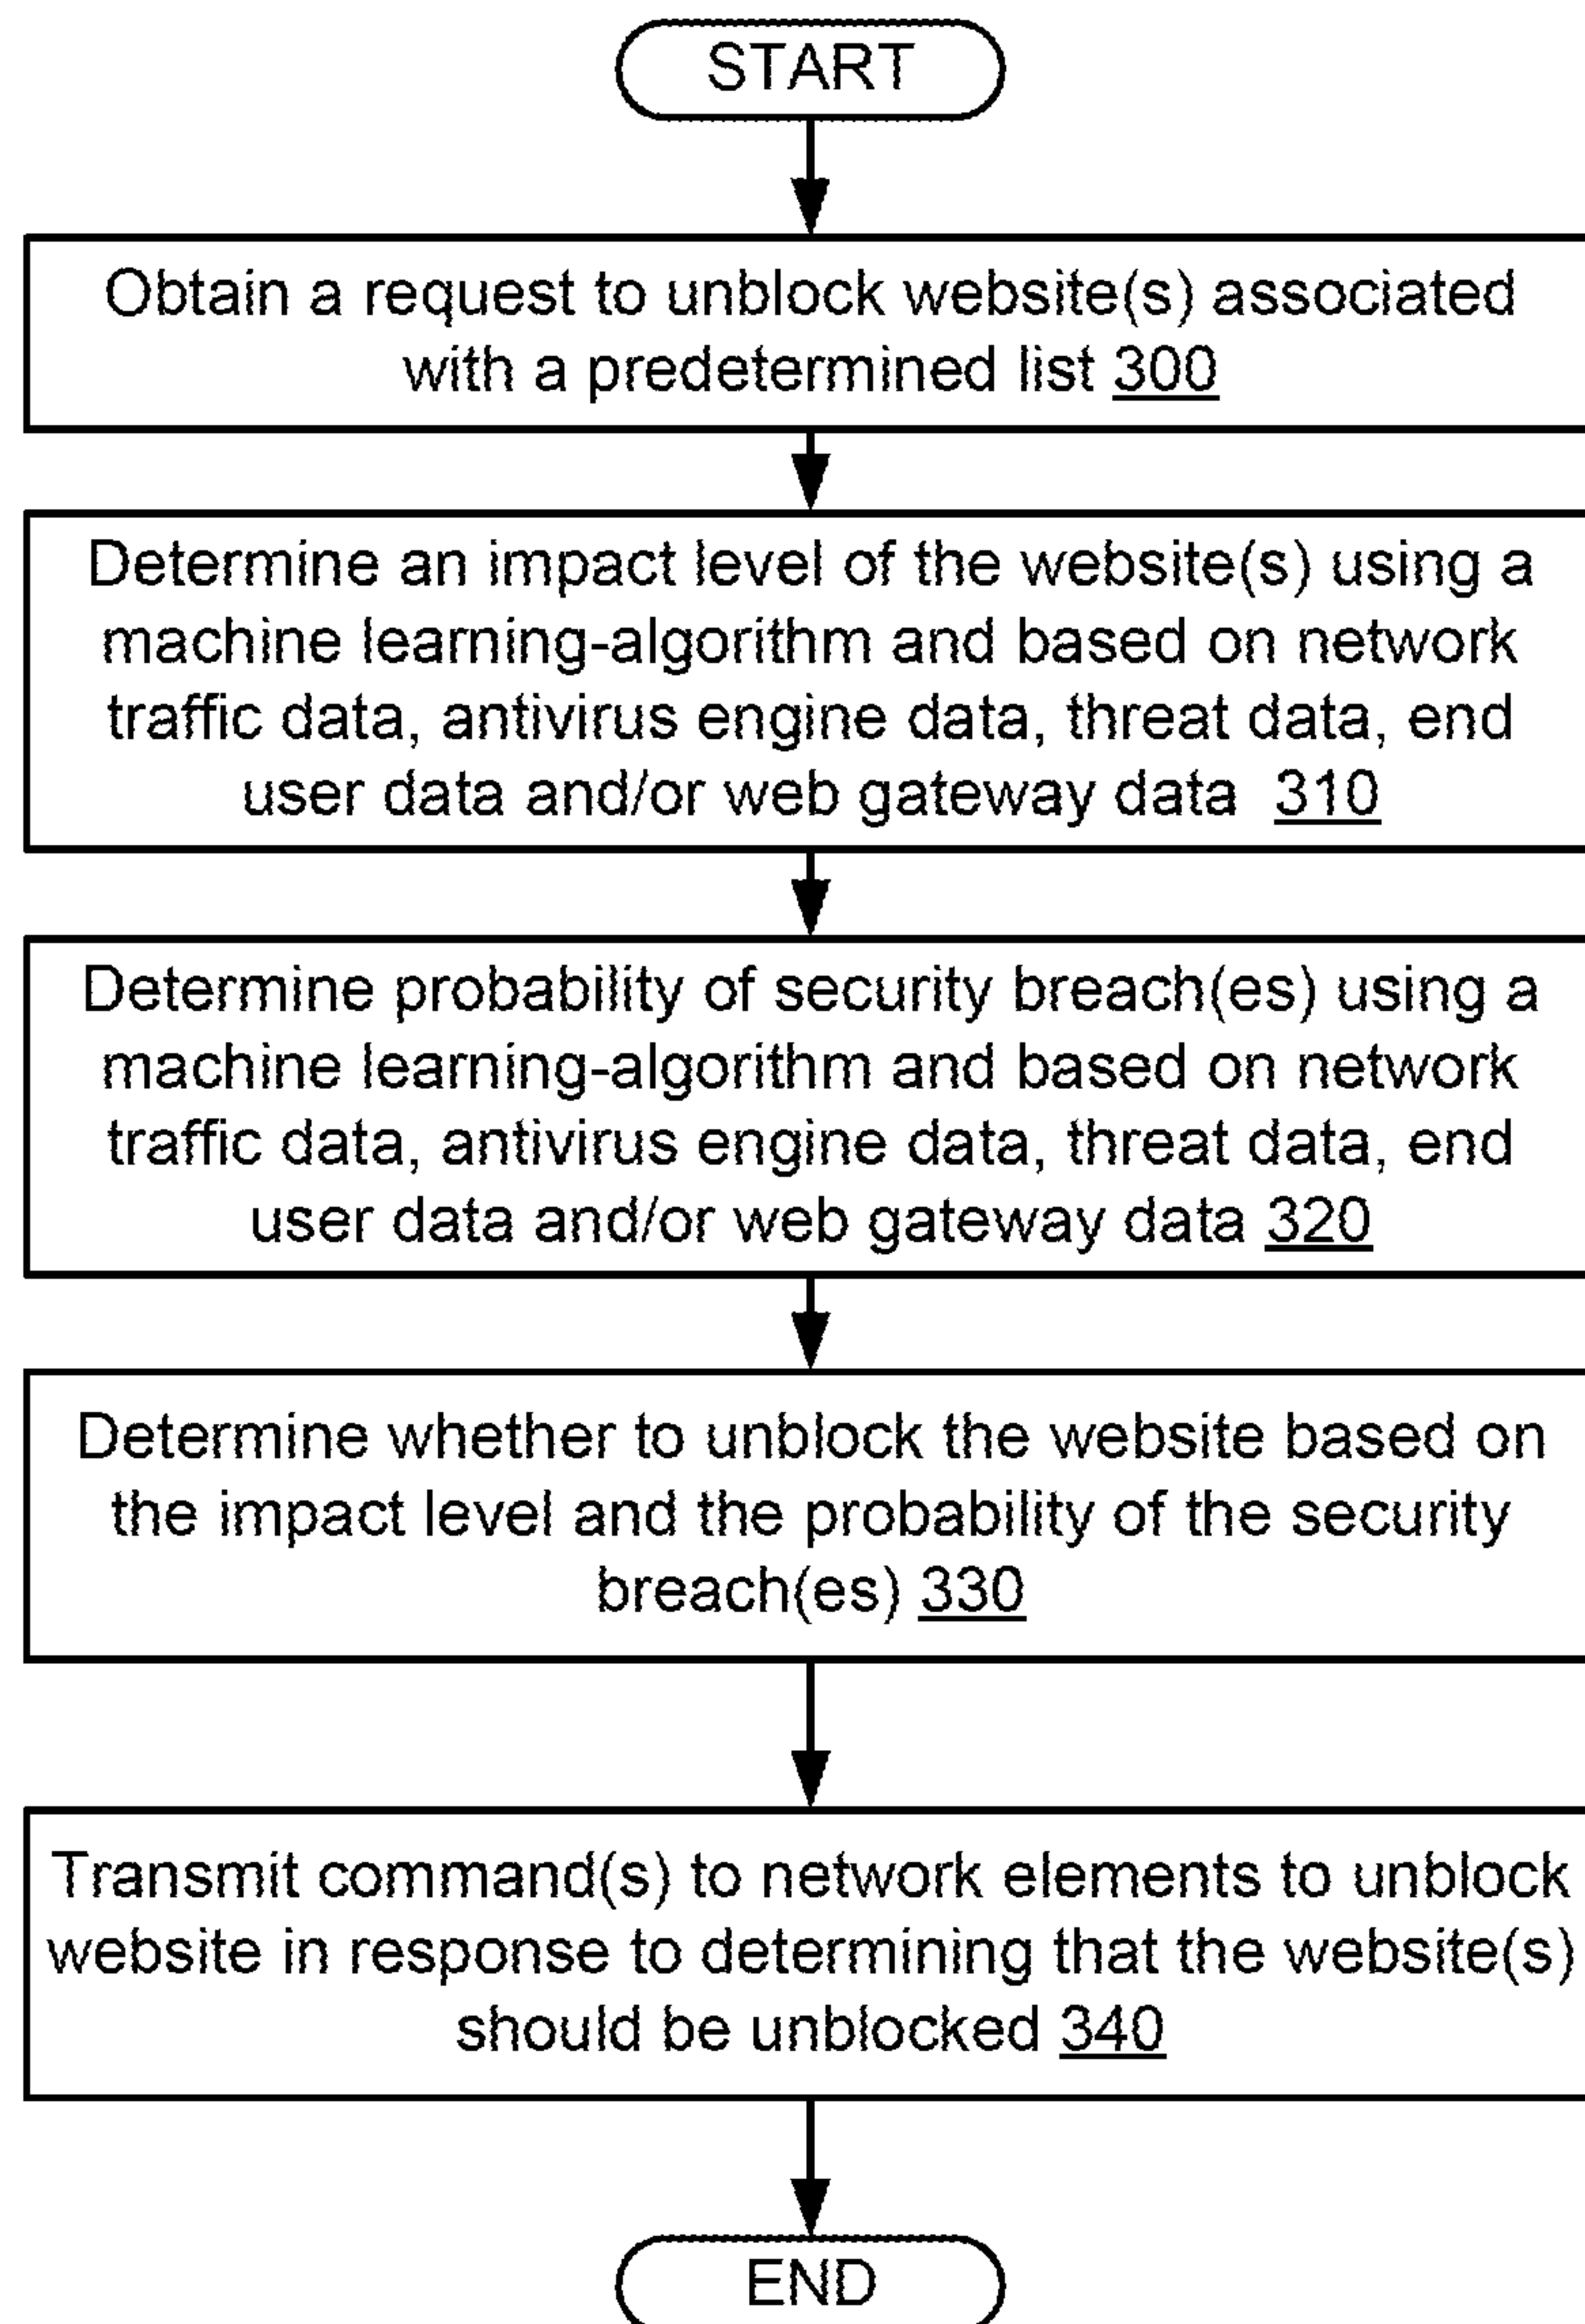 START
Obtain a request to unblock website(s) associated
with a predetermined list 300
Determine an impact level of the website(s) using a
machine learning-algorithm and based on network
traffic data, antivirus engine data, threat data, end
user data and/or web gateway data 310
Determine probability of security breach(es) using a
machine learning-algorithm and based on network
traffic data, antivirus engine data, threat data, end
user data and/or web gateway data 320
Determine whether to unblock the website based on
the impact level and the probability of the security
breach(es) 330
Transmit command(s) to network elements to unblock
website in response to determining that the website(s)
should be unblocked 340
END